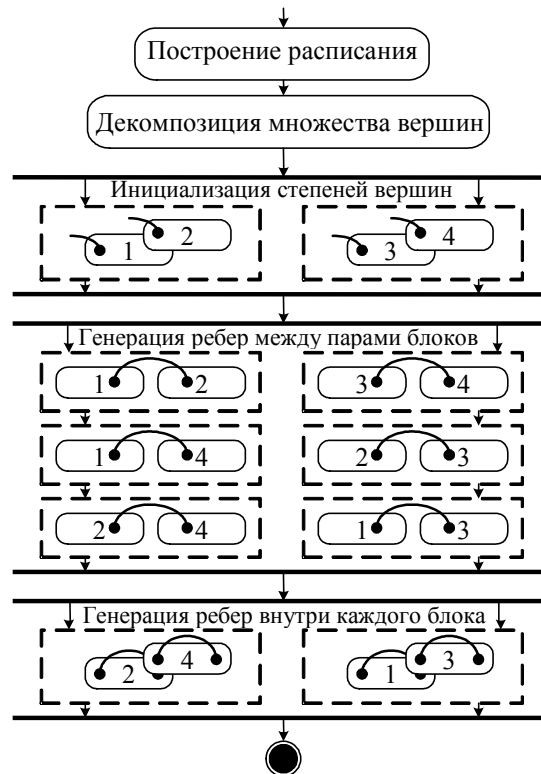 Построение расписания
Декомпозиция множества вершин
Инициализация степеней вершин
1 2 3 4
Генерация ребер между парами блоков
1 2 3 4
1 4 2 3
2 4 1 3
Генерация ребер внутри каждого блока
2 4 1 3